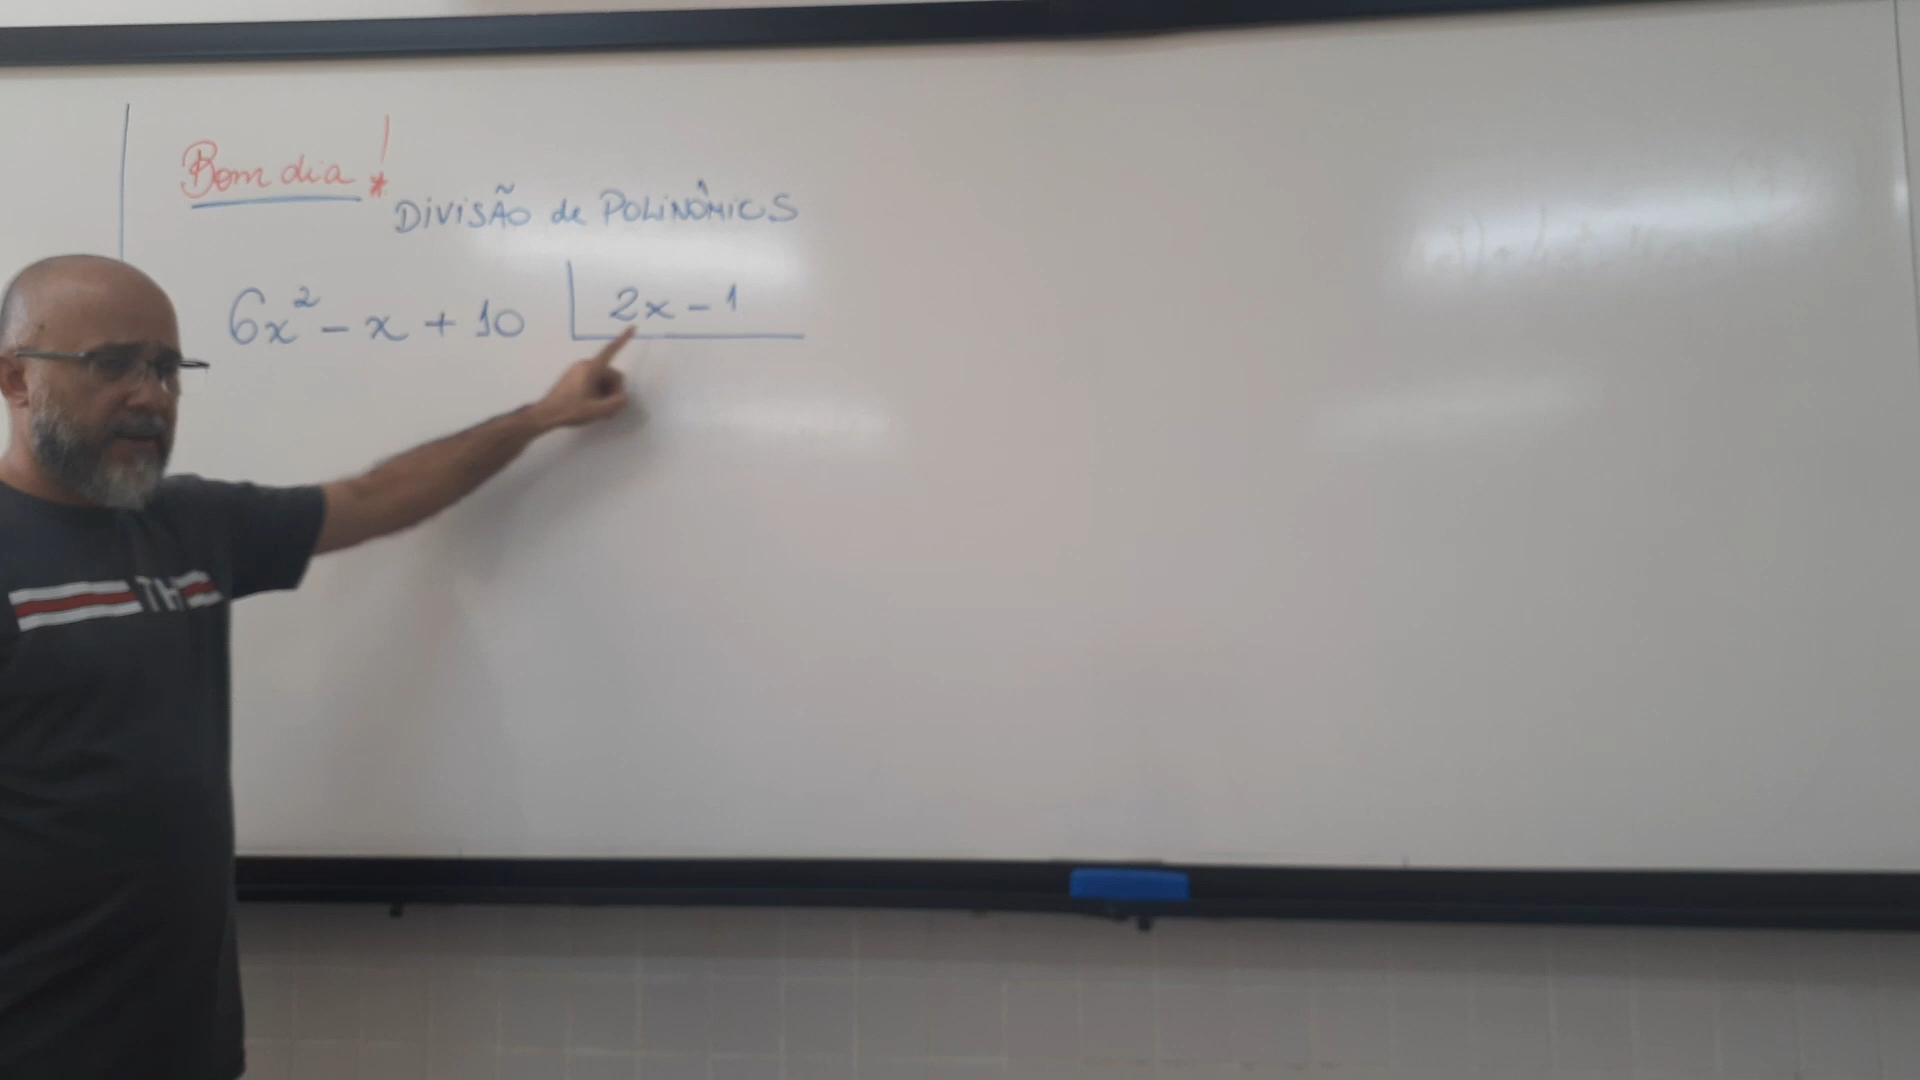 Bom dia!
DIVISÃO de POLINÔMIOS
6x² - x + 10 | 2x - 1
TH